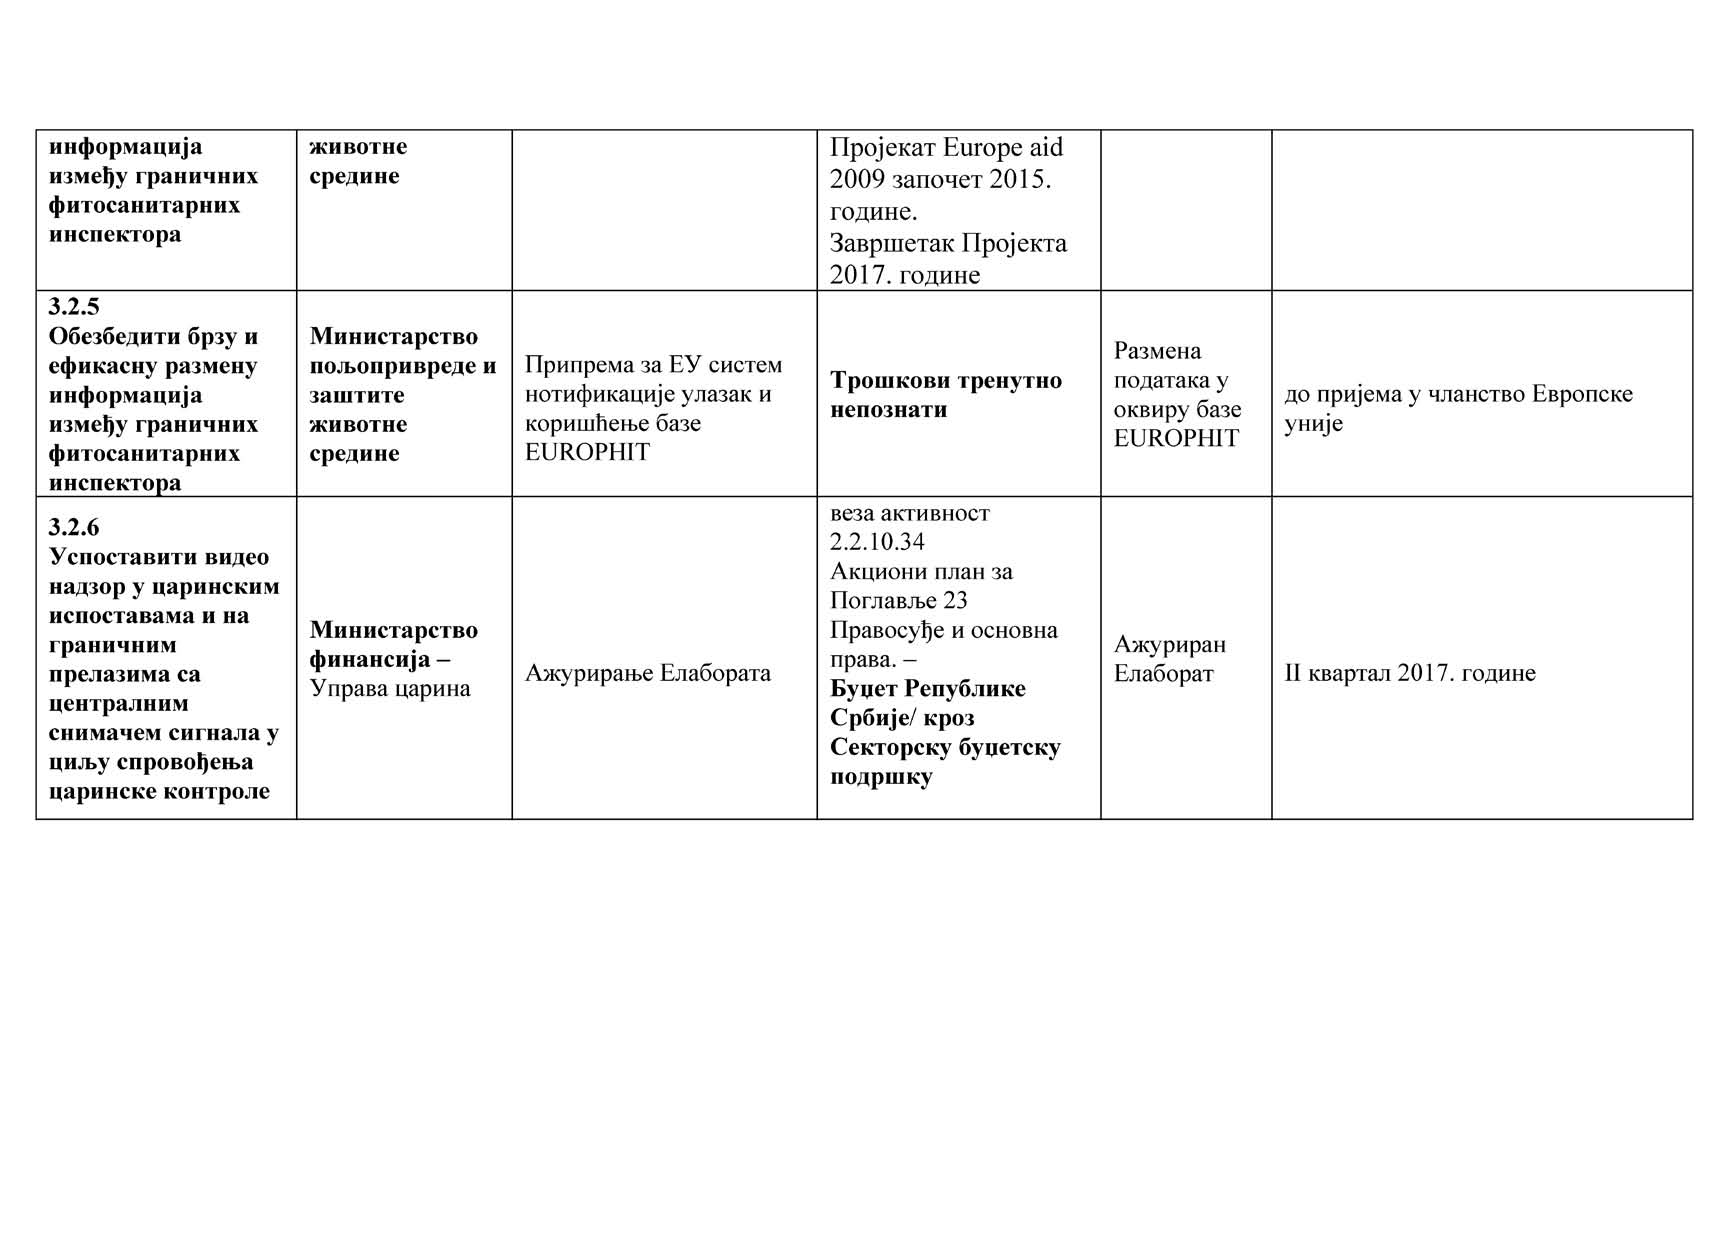 информација
између граничних
фитосанитарних
инспектора
животне
средине
Пројекат Europe aid
2009 започет 2015.
године.
Завршетак Пројекта
2017. године
3.2.5
Обезбедити брзу и
ефикасну размену
информација
између граничних
фитосанитарних
инспектора
Министарство
пољопривреде и
заштите
животне
средине
Припрема за ЕУ систем
нотификације улазак и
коришћење базе
EUROPHIT
Трошкови тренутно
непознати
Размена
података у
оквиру базе
EUROPHIT
до пријема у чланство Европске
уније
3.2.6
Успоставити видео
надзор у царинским
испоставама и на
граничним
прелазима са
централним
снимачем сигнала у
циљу спровођења
царинске контроле
Министарство
финансија –
Управа царина
Ажурирање Елабората
веза активност
2.2.10.34
Акциони план за
Поглавље 23
Правосуђе и основна
права. –
Буџет Републике
Србије/ кроз
Секторску буџетску
подршку
Ажуриран
Елаборат
II квартал 2017. године